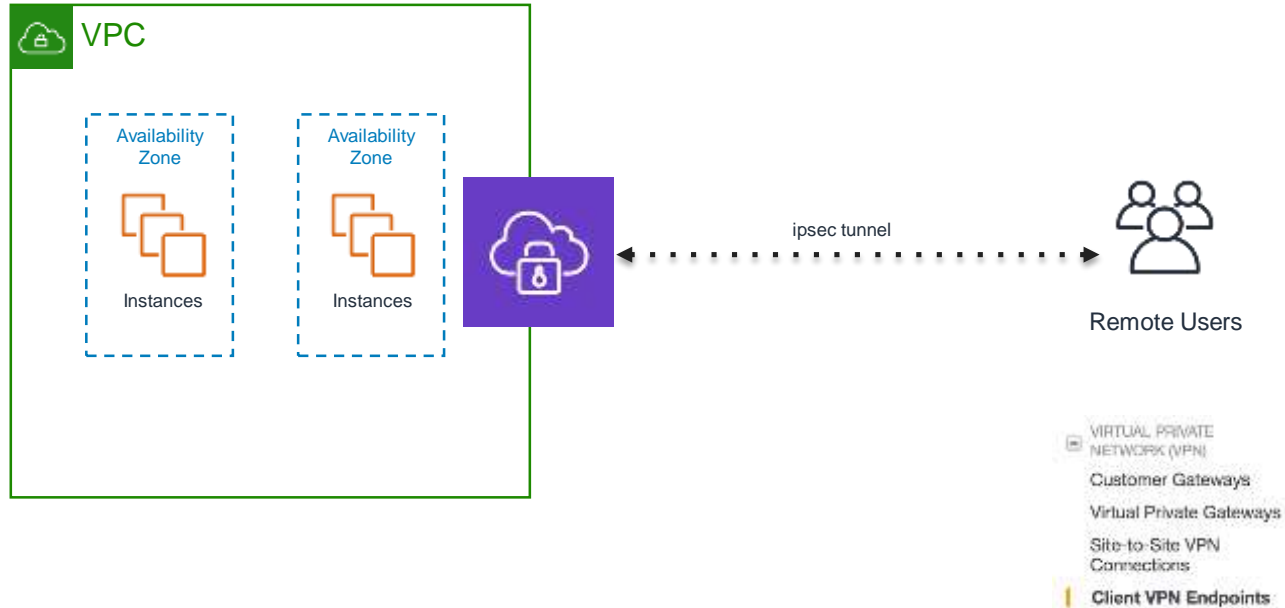 VPC
Availability
Zone
Instances
Availability
Zone
Instances
ipsec tunnel
Remote Users
VIRTUAL PRIVATE
NETWORK (VPN)
Customer Gateways
Virtual Private Gateways
Site-to-Site VPN
Connections
Client VPN Endpoints